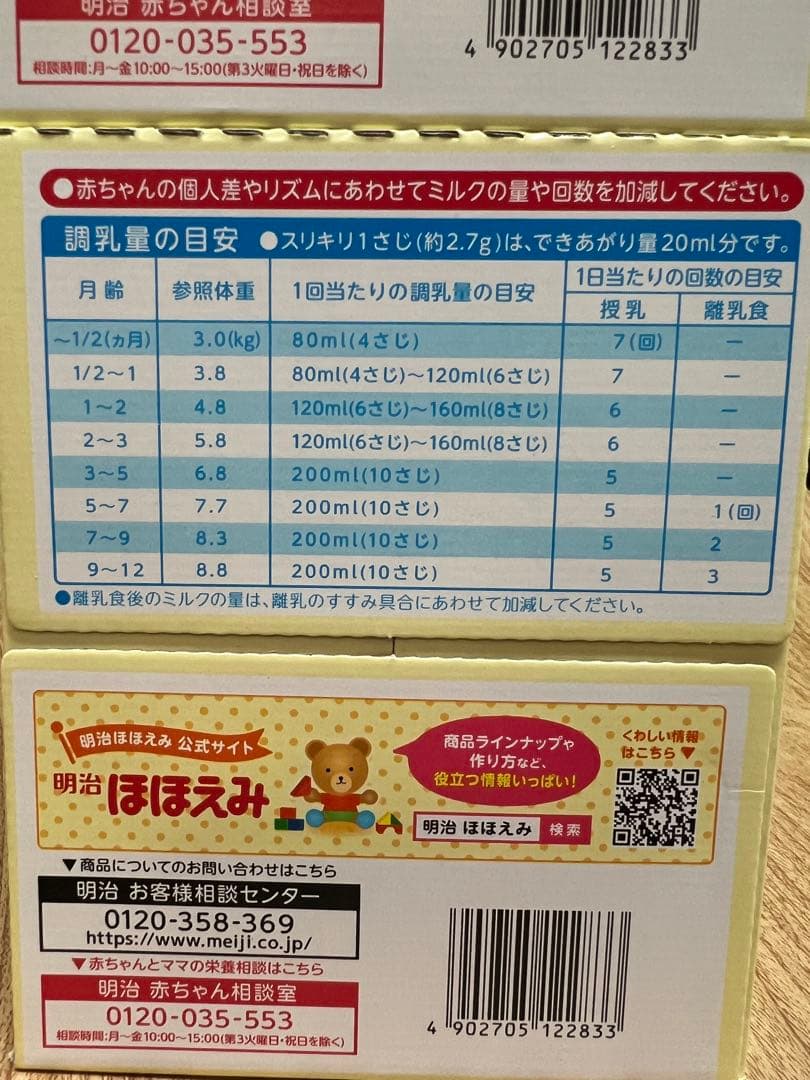 明治 赤ちゃん相談室
0120-035-553
相談時間:月〜金10:00〜15:00(第3火曜日・祝日を除く)
4 902705 122833
●赤ちゃんの個人差やリズムにあわせてミルクの量や回数を加減してください。
調乳量の目安 ●スリキリ1さじ(約2.7g)は、できあがり量20ml分です。
月齢 参照体重 1回当たりの調乳量の目安 1日当たりの回数の目安
授乳 離乳食
〜1/2(ヵ月) 3.0(kg) 80ml(4さじ) 7(回) —
1/2〜1 3.8 80ml(4さじ)〜120ml(6さじ) 7 —
1〜2 4.8 120ml(6さじ)〜160ml(8さじ) 6 —
2〜3 5.8 120ml(6さじ)〜160ml(8さじ) 6 —
3〜5 6.8 200ml(10さじ) 5 —
5〜7 7.7 200ml(10さじ) 5 1(回)
7〜9 8.3 200ml(10さじ) 5 2
9〜12 8.8 200ml(10さじ) 5 3
●離乳食後のミルクの量は、離乳のすすみ具合にあわせて加減してください。
明治ほほえみ 公式サイト
明治 ほほえみ
商品ラインナップや
作り方など、
役立つ情報いっぱい!
明治 ほほえみ 検索
くわしい情報
はこちら▼
▼商品についてのお問い合わせはこちら
明治 お客様相談センター
0120-358-369
https://www.meiji.co.jp/
▼赤ちゃんとママの栄養相談はこちら
明治 赤ちゃん相談室
0120-035-553
相談時間:月〜金10:00〜15:00(第3火曜日・祝日を除く)
4 902705 122833